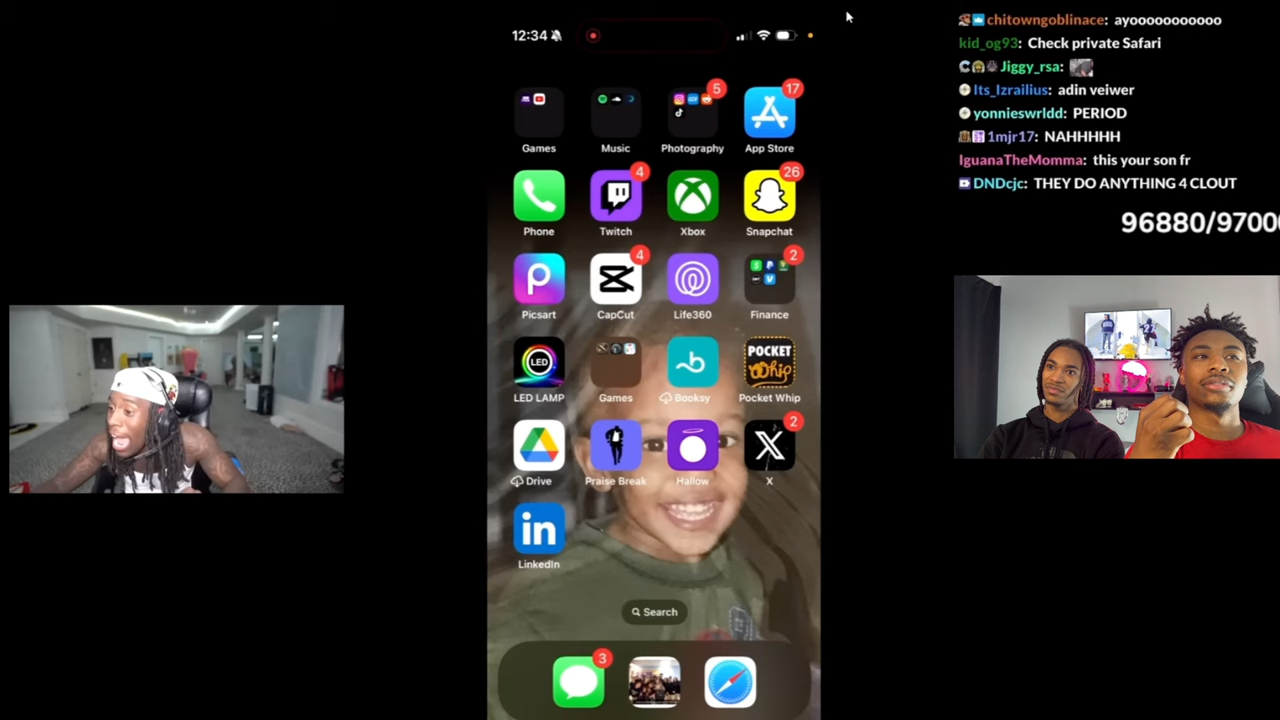 12:34
5
17
Games
Music
Photography
App Store
4
26
Phone
Twitch
Xbox
Snapchat
4
2
Picsart
CapCut
Life360
Finance
LED
POCKET
Whip
LED LAMP
Games
Booksy
Pocket Whip
2
Drive
Praise Break
Hallow
X
in
LinkedIn
Search
3
chitowngoblinace: ayooooooooooo
kid_og93: Check private Safari
Jiggy_rsa:
Its_Izrailius: adin veiwer
yonnieswrldd: PERIOD
1mjr17: NAHHHHH
IguanaTheMomma: this your son fr
DNDcjc: THEY DO ANYTHING 4 CLOUT
96880/9700